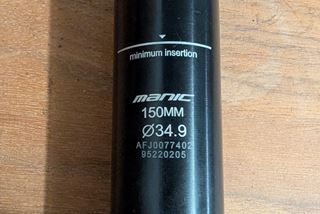 minimum insertion
manic
150MM
Ø34.9
AFJ0077402
95220205